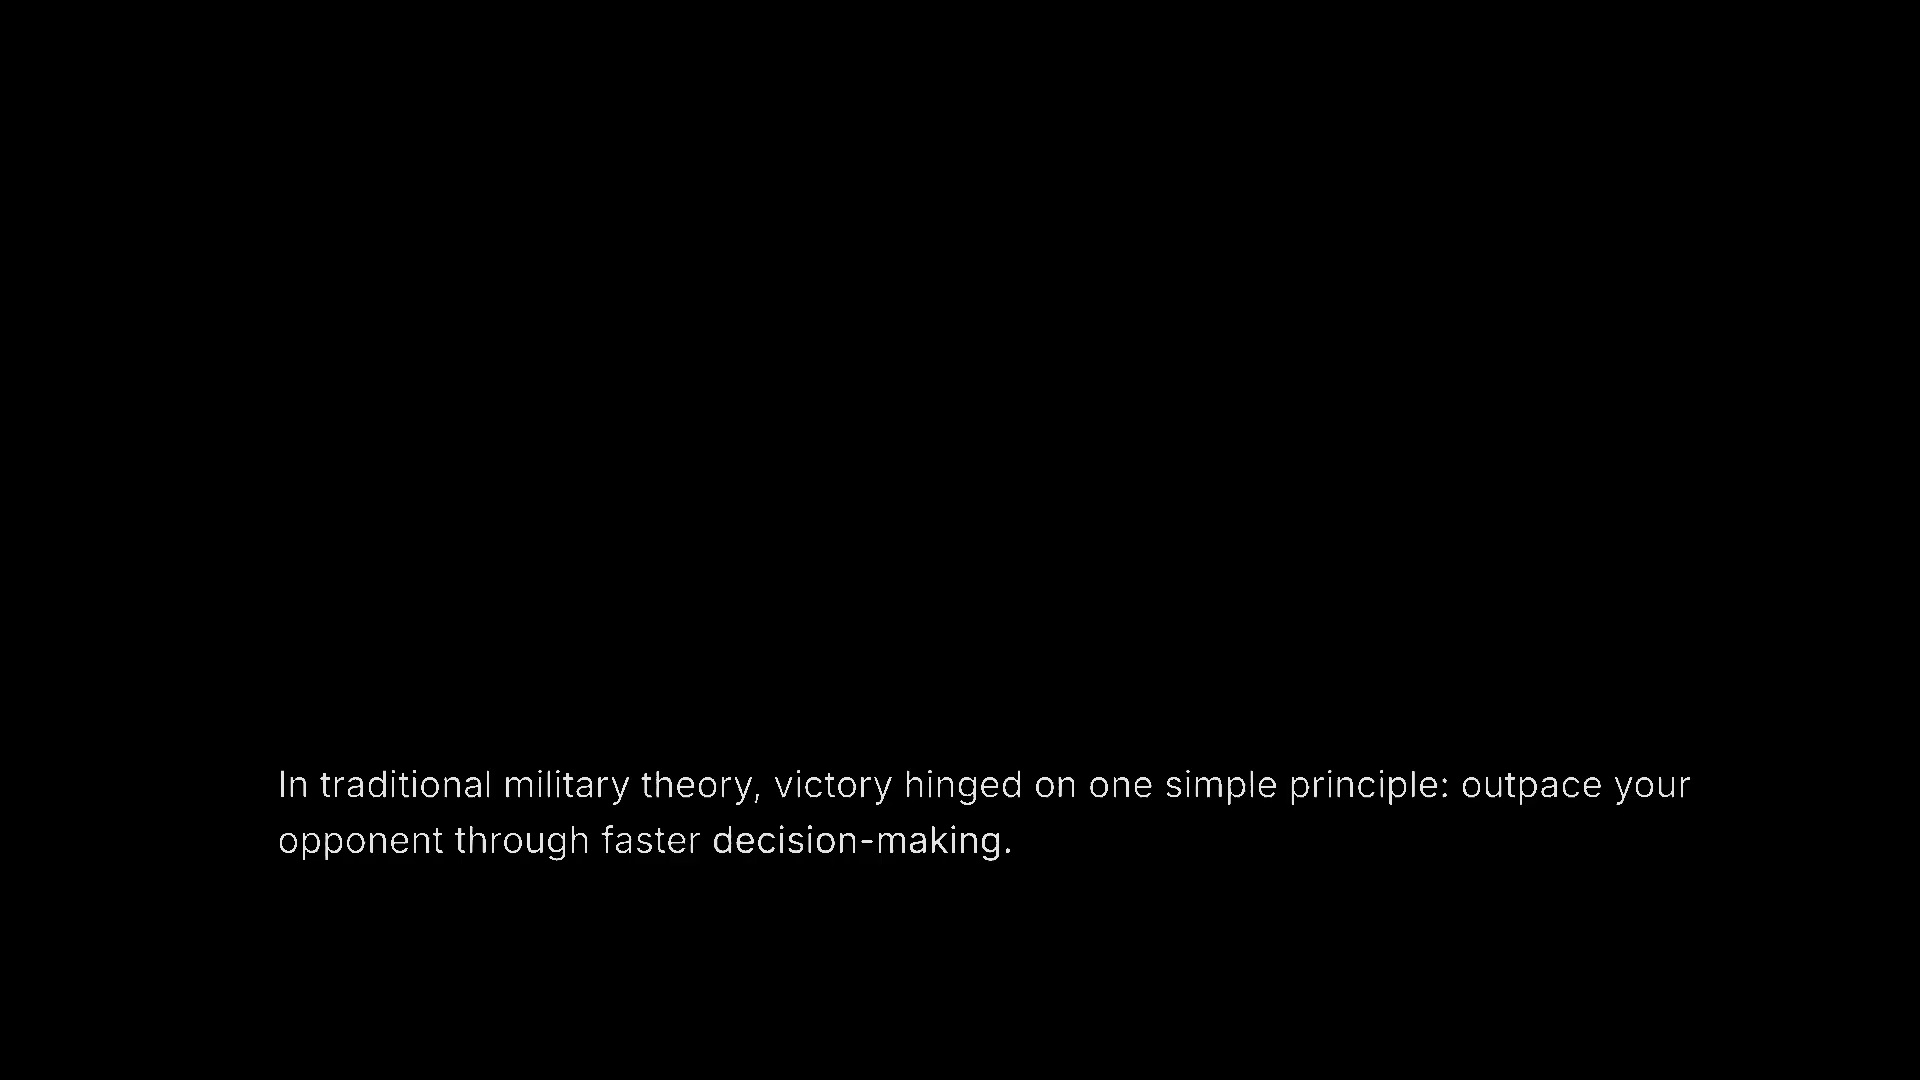 In traditional military theory, victory hinged on one simple principle: outpace your
opponent through faster decision-making.